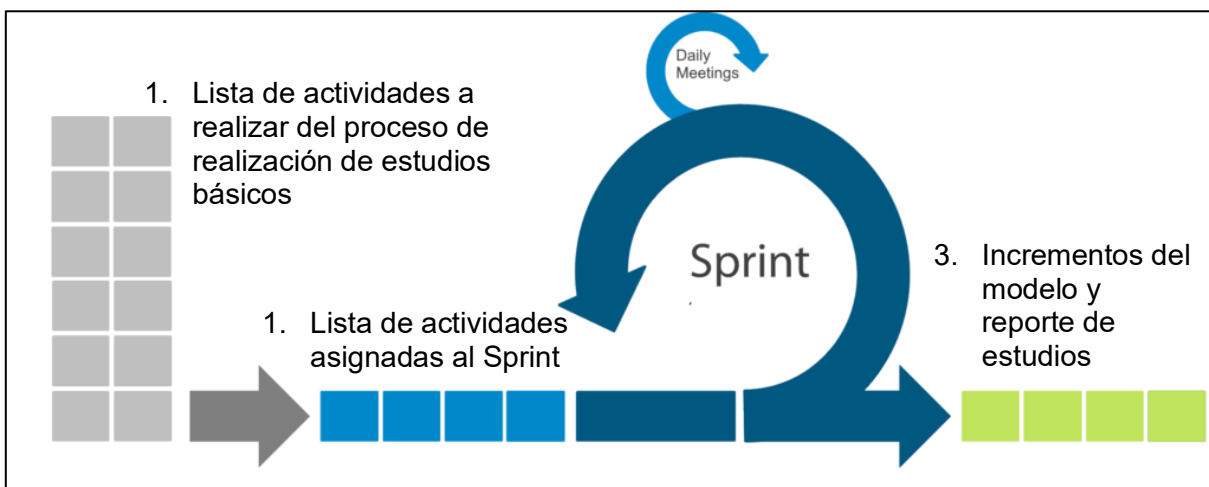 Daily
Meetings
1. Lista de actividades a
realizar del proceso de
realización de estudios
básicos
Sprint
1. Lista de actividades
asignadas al Sprint
3. Incrementos del
modelo y
reporte de
estudios